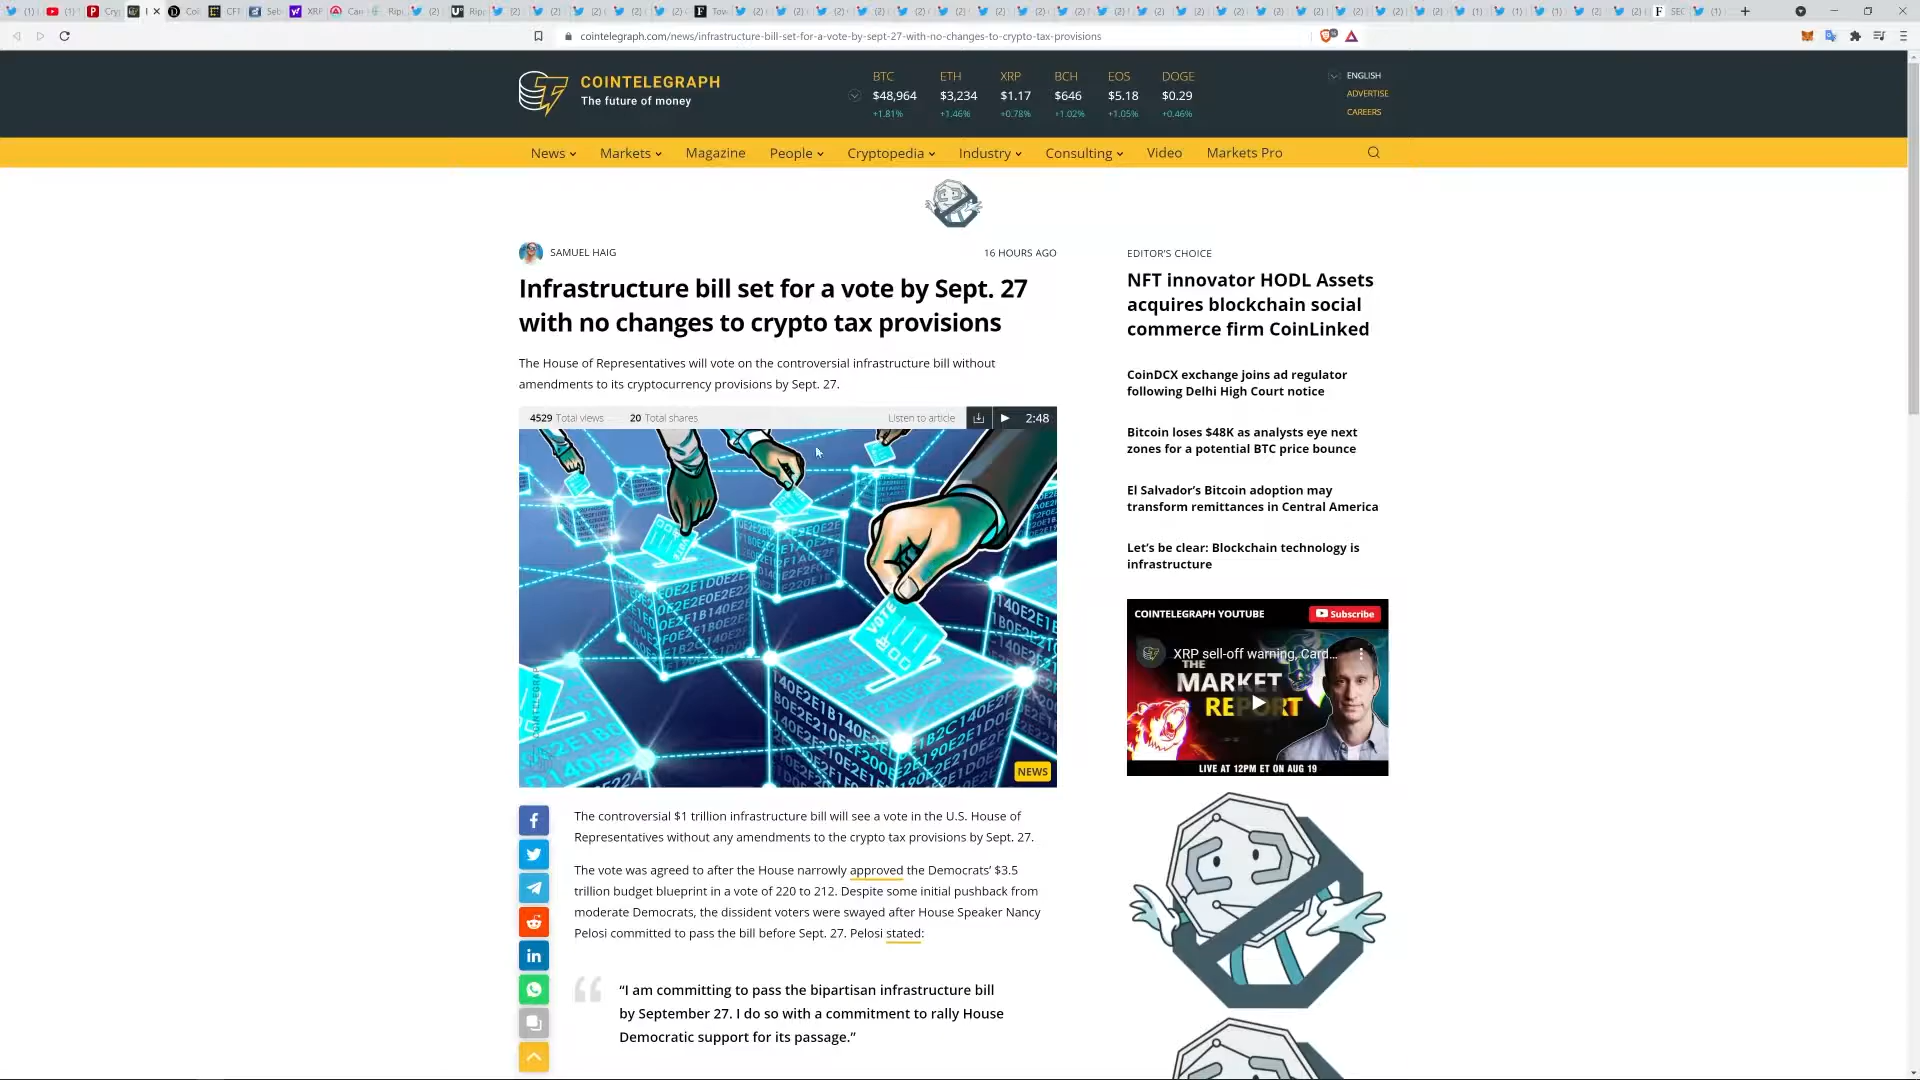 cointelegraph.com/news/infrastructure-bill-set-for-a-vote-by-sept-27-with-no-changes-to-crypto-tax-provisions
COINTELEGRAPH
The future of money
BTC ETH XRP BCH EOS DOGE
$48,964 $3,234 $1.17 $646 $5.18 $0.29
+1.81% +1.46% +0.78% +1.02% +1.05% +0.46%
ENGLISH
ADVERTISE
CAREERS
News Markets Magazine People Cryptopedia Industry Consulting Video Markets Pro
SAMUEL HAIG
16 HOURS AGO
Infrastructure bill set for a vote by Sept. 27
with no changes to crypto tax provisions
The House of Representatives will vote on the controversial infrastructure bill without
amendments to its cryptocurrency provisions by Sept. 27.
4529 Total views
20 Total shares
Listen to article
2:48
VOTE
NEWS
The controversial $1 trillion infrastructure bill will see a vote in the U.S. House of
Representatives without any amendments to the crypto tax provisions by Sept. 27.
The vote was agreed to after the House narrowly approved the Democrats’ $3.5
trillion budget blueprint in a vote of 220 to 212. Despite some initial pushback from
moderate Democrats, the dissident voters were swayed after House Speaker Nancy
Pelosi committed to pass the bill before Sept. 27. Pelosi stated:
“I am committing to pass the bipartisan infrastructure bill
by September 27. I do so with a commitment to rally House
Democratic support for its passage.”
EDITOR’S CHOICE
NFT innovator HODL Assets
acquires blockchain social
commerce firm CoinLinked
CoinDCX exchange joins ad regulator
following Delhi High Court notice
Bitcoin loses $48K as analysts eye next
zones for a potential BTC price bounce
El Salvador’s Bitcoin adoption may
transform remittances in Central America
Let’s be clear: Blockchain technology is
infrastructure
COINTELEGRAPH YOUTUBE
Subscribe
XRP sell-off warning, Card...
THE
MARKET
REPORT
LIVE AT 12PM ET ON AUG 19